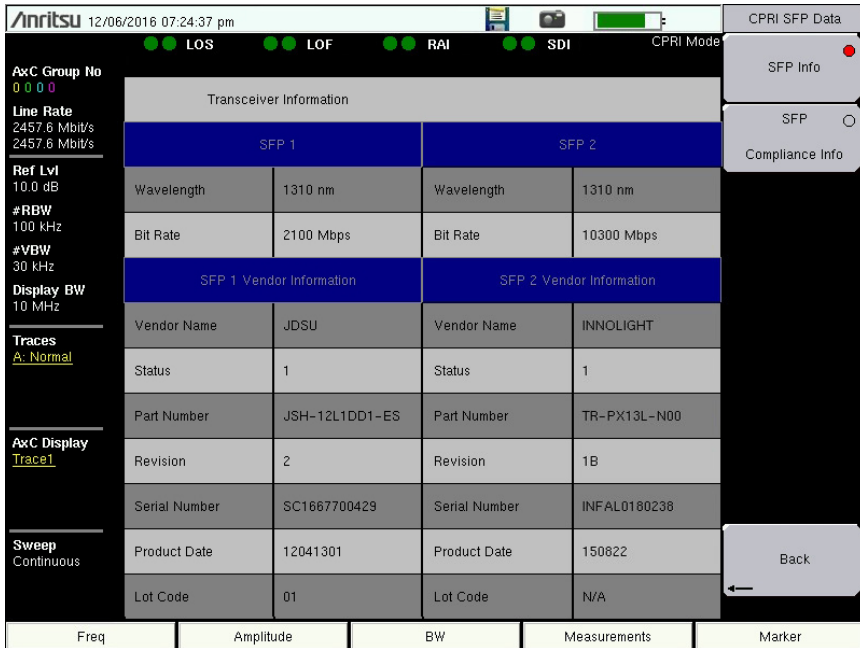 Anritsu 12/06/2016 07:24:37 pm
CPRI SFP Data
LOS LOF RAI SDI CPRI Mode
SFP Info
SFP
Compliance Info
Back
AxC Group No
0 0 0 0
Line Rate
2457.6 Mbit/s
2457.6 Mbit/s
Ref Lvl
10.0 dB
#RBW
100 kHz
#VBW
30 kHz
Display BW
10 MHz
Traces
A: Normal
AxC Display
Trace1
Sweep
Continuous
Transceiver Information
SFP 1 SFP 2
Wavelength 1310 nm Wavelength 1310 nm
Bit Rate 2100 Mbps Bit Rate 10300 Mbps
SFP 1 Vendor Information SFP 2 Vendor Information
Vendor Name JDSU Vendor Name INNOLIGHT
Status 1 Status 1
Part Number JSH-12L1DD1-ES Part Number TR-PX13L-N00
Revision 2 Revision 1B
Serial Number SC1667700429 Serial Number INFAL0180238
Product Date 12041301 Product Date 150822
Lot Code 01 Lot Code N/A
Freq Amplitude BW Measurements Marker